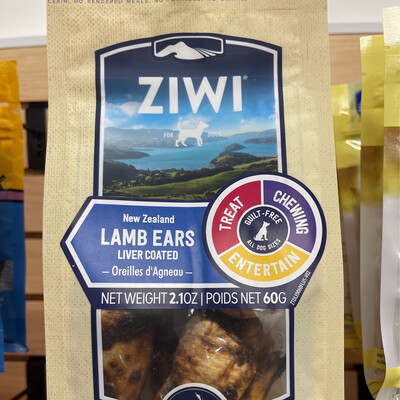 ZIWI
FOR
New Zealand
LAMB EARS
LIVER COATED
— Oreilles d'Agneau —
TREAT
CHEWING
ENTERTAIN
GUILT-FREE
ALL DOG SIZES
NET WEIGHT 2.1OZ | POIDS NET 60G